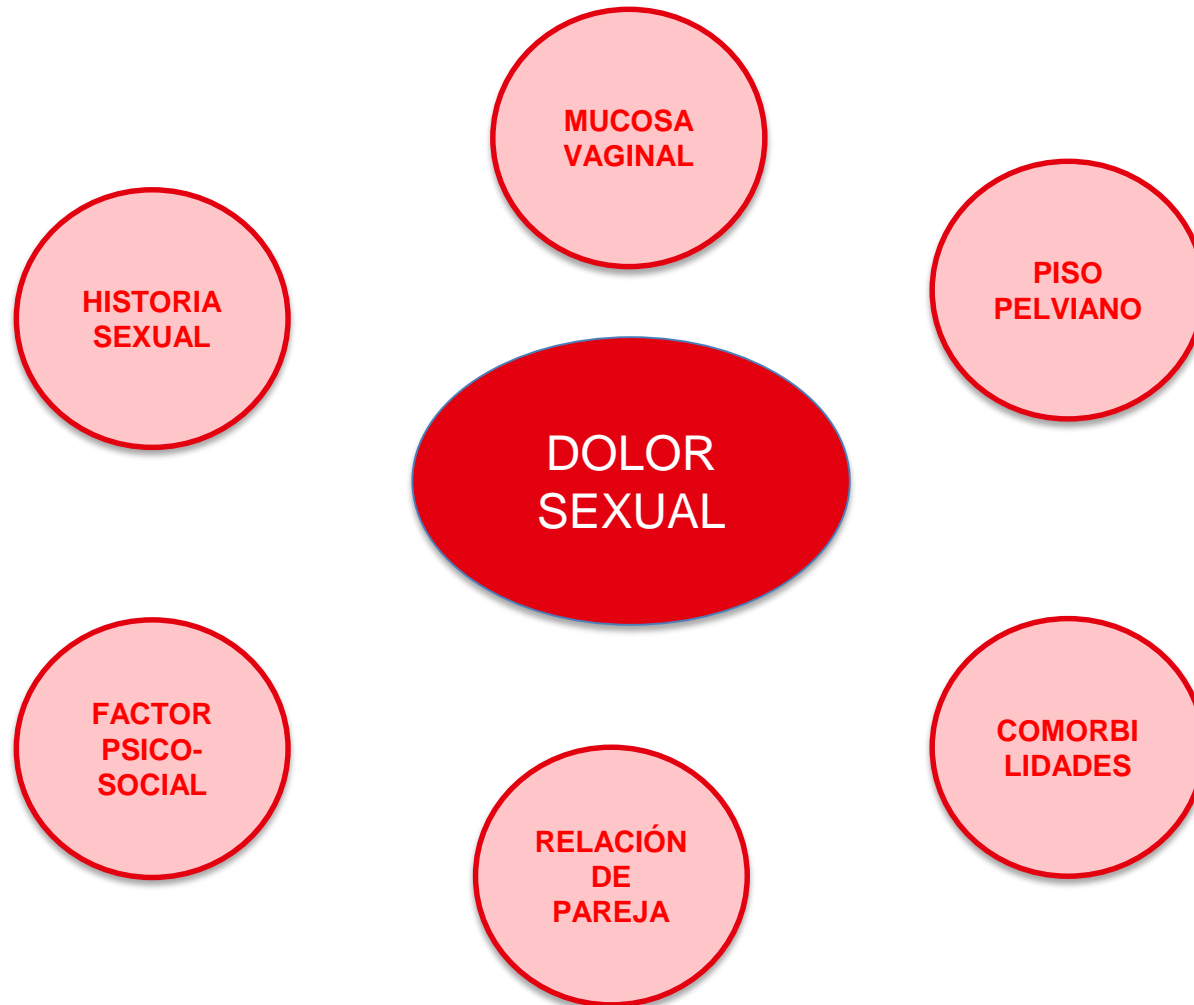 MUCOSA
VAGINAL
PISO
PELVIANO
HISTORIA
SEXUAL
DOLOR
SEXUAL
FACTOR
PSICO-
SOCIAL
COMORBI
LIDADES
RELACIÓN
DE
PAREJA